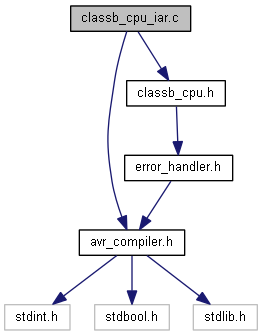 classb_cpu_iar.c
classb_cpu.h
error_handler.h
avr_compiler.h
stdint.h
stdbool.h
stdlib.h